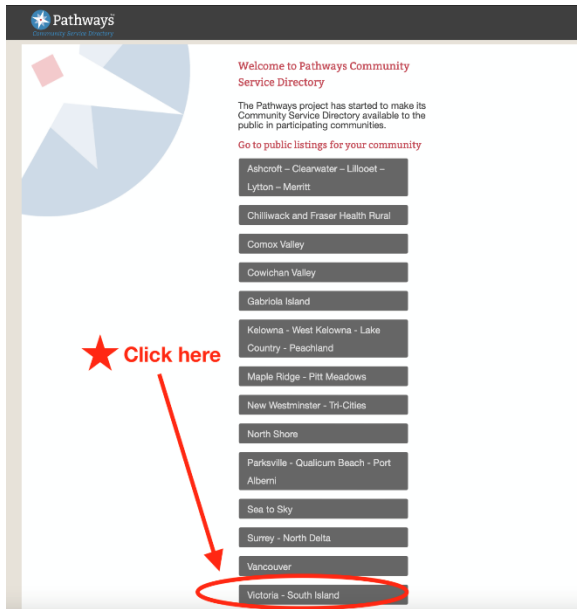 Pathways™
Community Service Directory
Welcome to Pathways Community
Service Directory
The Pathways project has started to make its
Community Service Directory available to the
public in participating communities.
Go to public listings for your community
Ashcroft – Clearwater – Lillooet –
Lytton – Merritt
Chilliwack and Fraser Health Rural
Comox Valley
Cowichan Valley
Gabriola Island
Kelowna - West Kelowna - Lake
Country - Peachland
Click here
Maple Ridge - Pitt Meadows
New Westminster - Tri-Cities
North Shore
Parksville - Qualicum Beach - Port
Alberni
Sea to Sky
Surrey - North Delta
Vancouver
Victoria - South Island